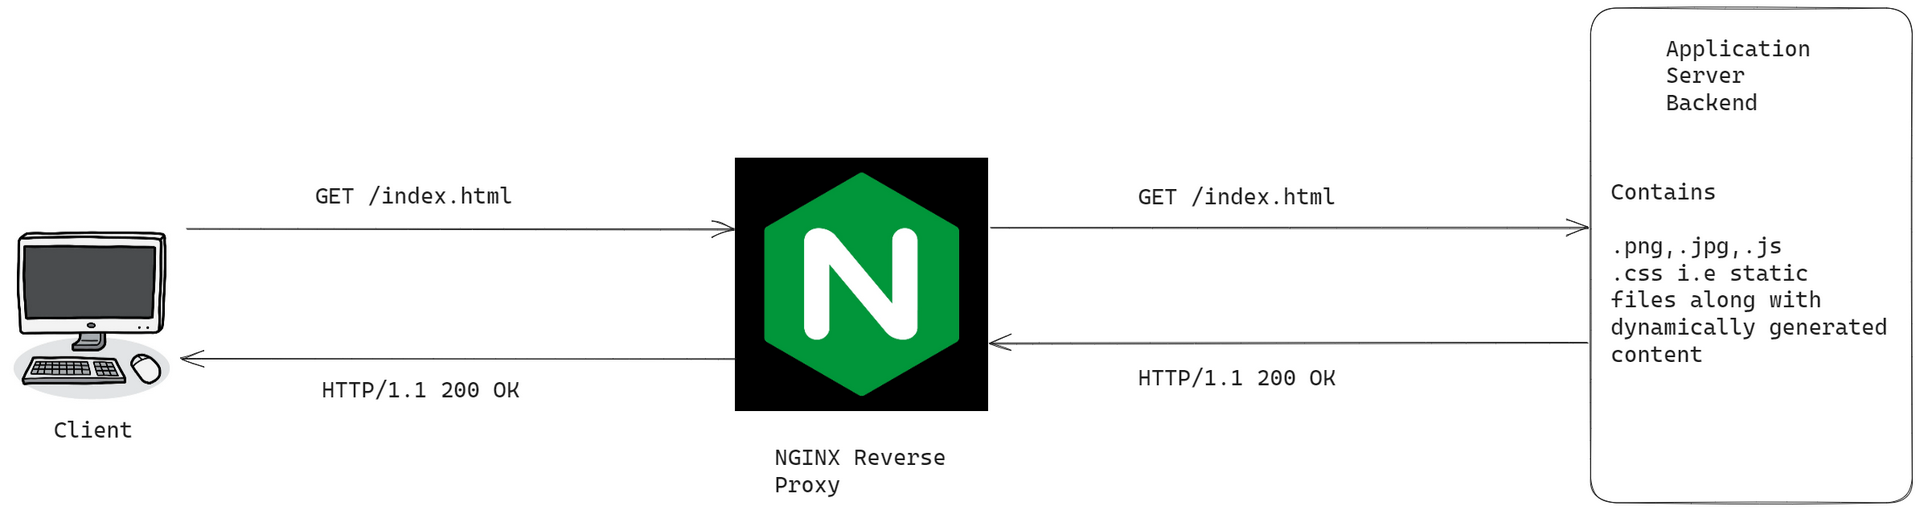 Application
Server
Backend
GET /index.html
GET /index.html
Contains
.png,.jpg,.js
.css i.e static
files along with
dynamically generated
content
N
HTTP/1.1 200 OK
HTTP/1.1 200 OK
Client
NGINX Reverse
Proxy